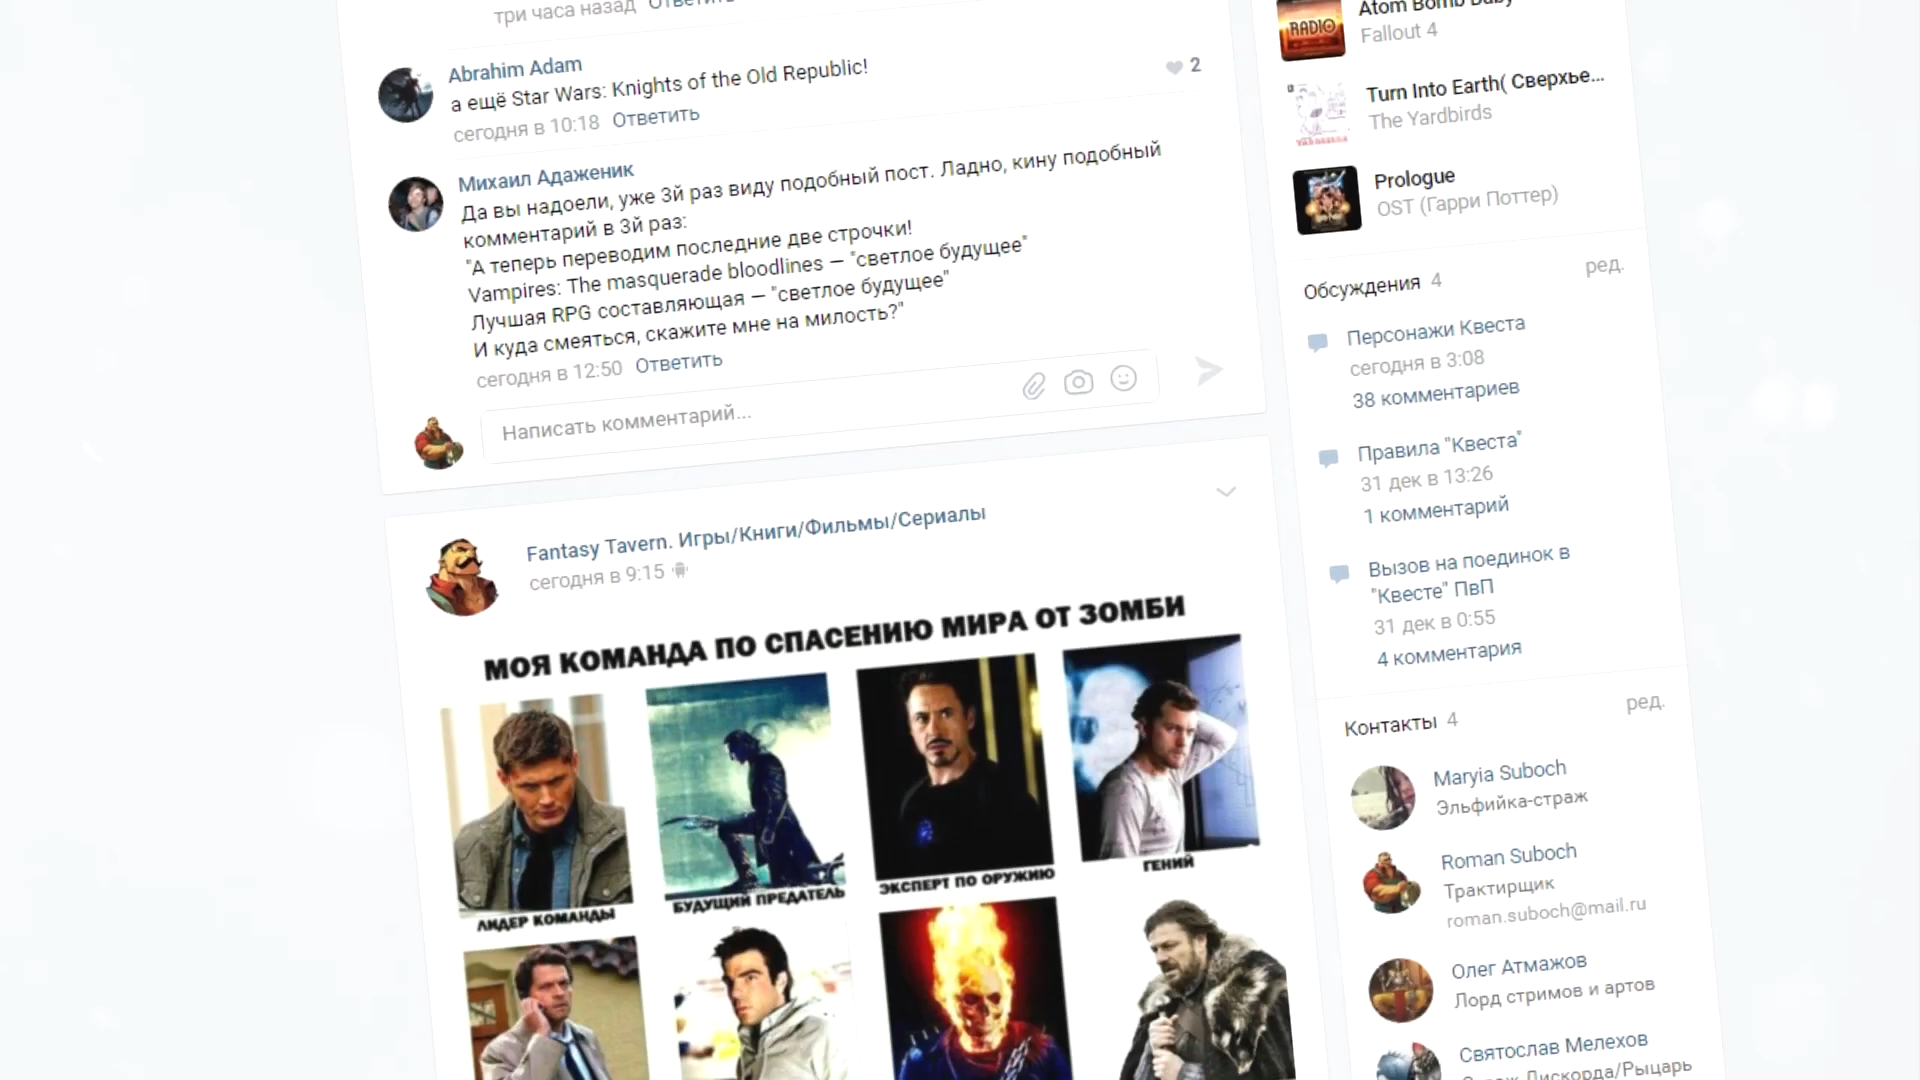 три часа назад Ответить
Abrahim Adam
а ещё Star Wars: Knights of the Old Republic!
2
сегодня в 10:18 Ответить
Михаил Адаженик
Да вы надоели, уже 3й раз виду подобный пост. Ладно, кину подобный
комментарий в 3й раз:
"А теперь переводим последние две строчки!
Vampires: The masquerade bloodlines – "светлое будущее"
Лучшая RPG составляющая – "светлое будущее"
И куда смеяться, скажите мне на милость?"
сегодня в 12:50 Ответить
Написать комментарий...
Fantasy Tavern. Игры/Книги/Фильмы/Сериалы
сегодня в 9:15
МОЯ КОМАНДА ПО СПАСЕНИЮ МИРА ОТ ЗОМБИ
ЛИДЕР КОМАНДЫ
БУДУЩИЙ ПРЕДАТЕЛЬ
ЭКСПЕРТ ПО ОРУЖИЮ
ГЕНИЙ
RADIO
Atom Bomb Baby
Fallout 4
Turn Into Earth( Сверхъе...
The Yardbirds
Prologue
OST (Гарри Поттер)
Обсуждения 4
ред.
Персонажи Квеста
сегодня в 3:08
38 комментариев
Правила "Квеста"
31 дек в 13:26
1 комментарий
Вызов на поединок в
"Квесте" ПвП
31 дек в 0:55
4 комментария
Контакты 4
ред.
Maryia Suboch
Эльфийка-страж
Roman Suboch
Трактирщик
roman.suboch@mail.ru
Олег Атмажов
Лорд стримов и артов
Святослав Мелехов
Дискорда/Рыцарь